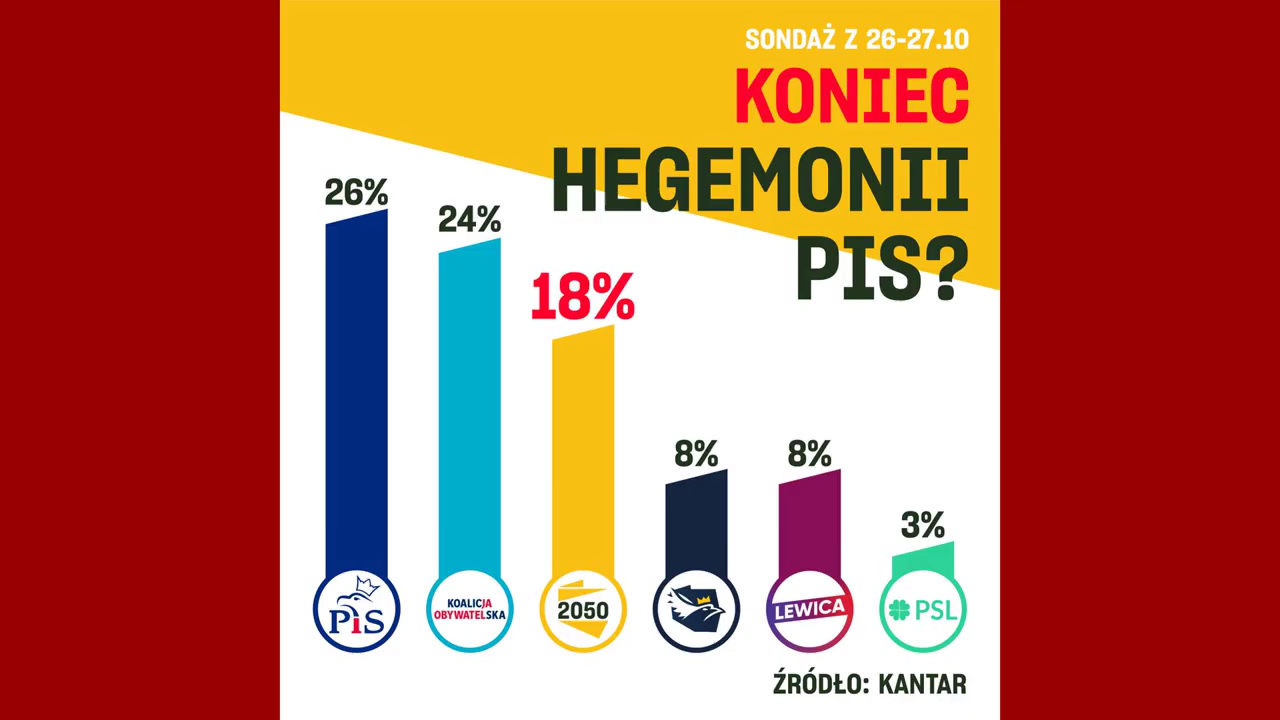 SONDAŻ Z 26-27.10
KONIEC
HEGEMONII
PIS?
26%
24%
18%
8%
8%
3%
PiS
KOALICJA
OBYWATELSKA
2050
LEWICA
PSL
ŹRÓDŁO: KANTAR